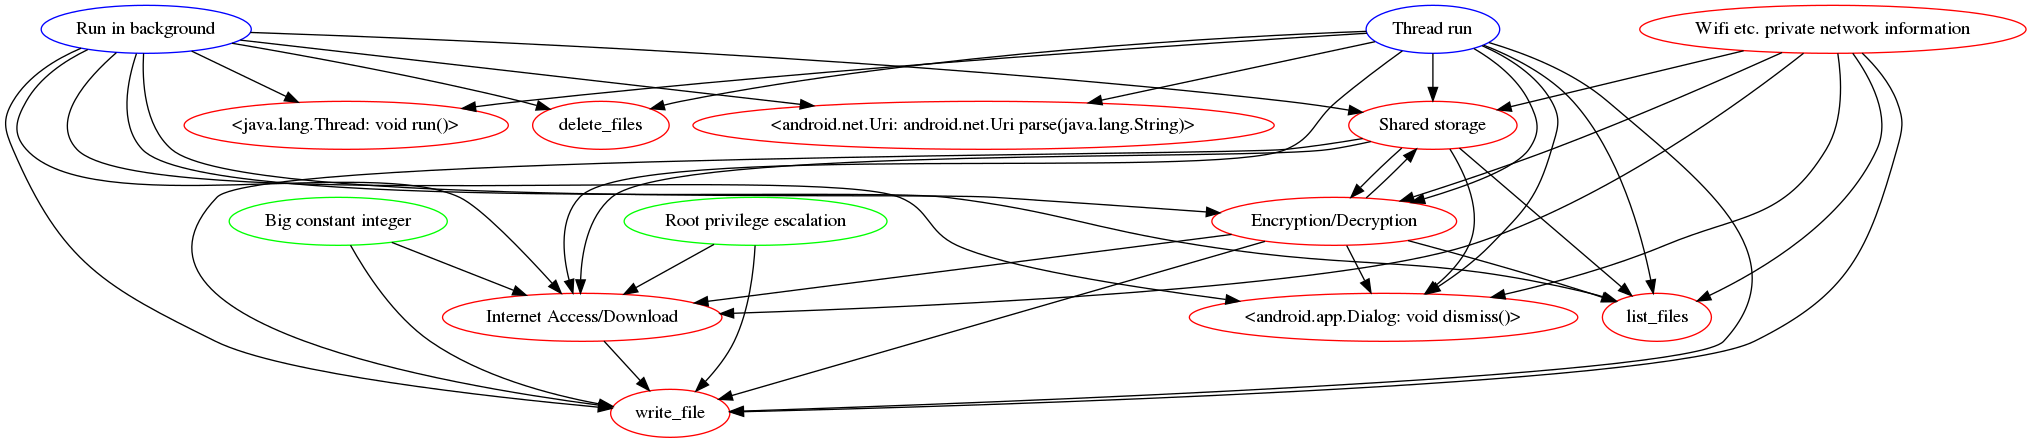 Run in background
Thread run
Wifi etc. private network information
<java.lang.Thread: void run()>
delete_files
<android.net.Uri: android.net.Uri parse(java.lang.String)>
Shared storage
Big constant integer
Root privilege escalation
Encryption/Decryption
Internet Access/Download
<android.app.Dialog: void dismiss()>
list_files
write_file